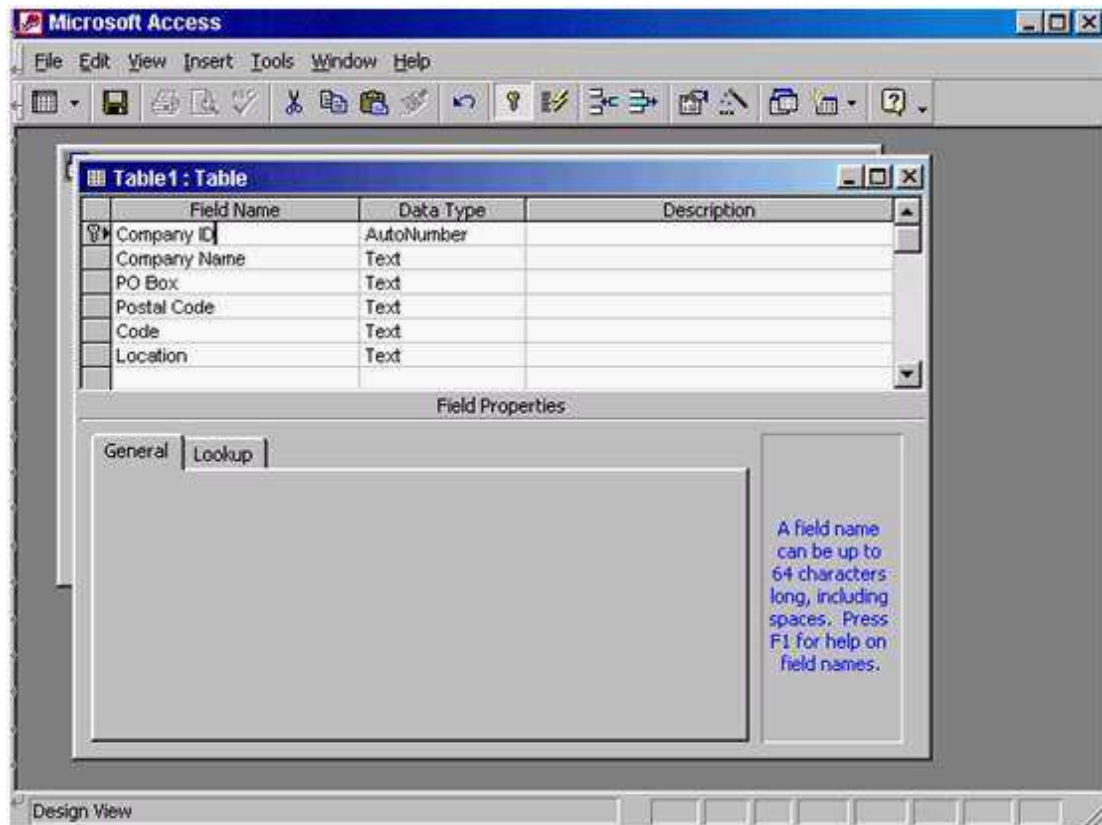 Microsoft Access
File Edit View Insert Tools Window Help
Table1 : Table
Field Name Data Type Description
Company ID AutoNumber
Company Name Text
PO Box Text
Postal Code Text
Code Text
Location Text
Field Properties
General Lookup
A field name
can be up to
64 characters
long, including
spaces. Press
F1 for help on
field names.
Design View